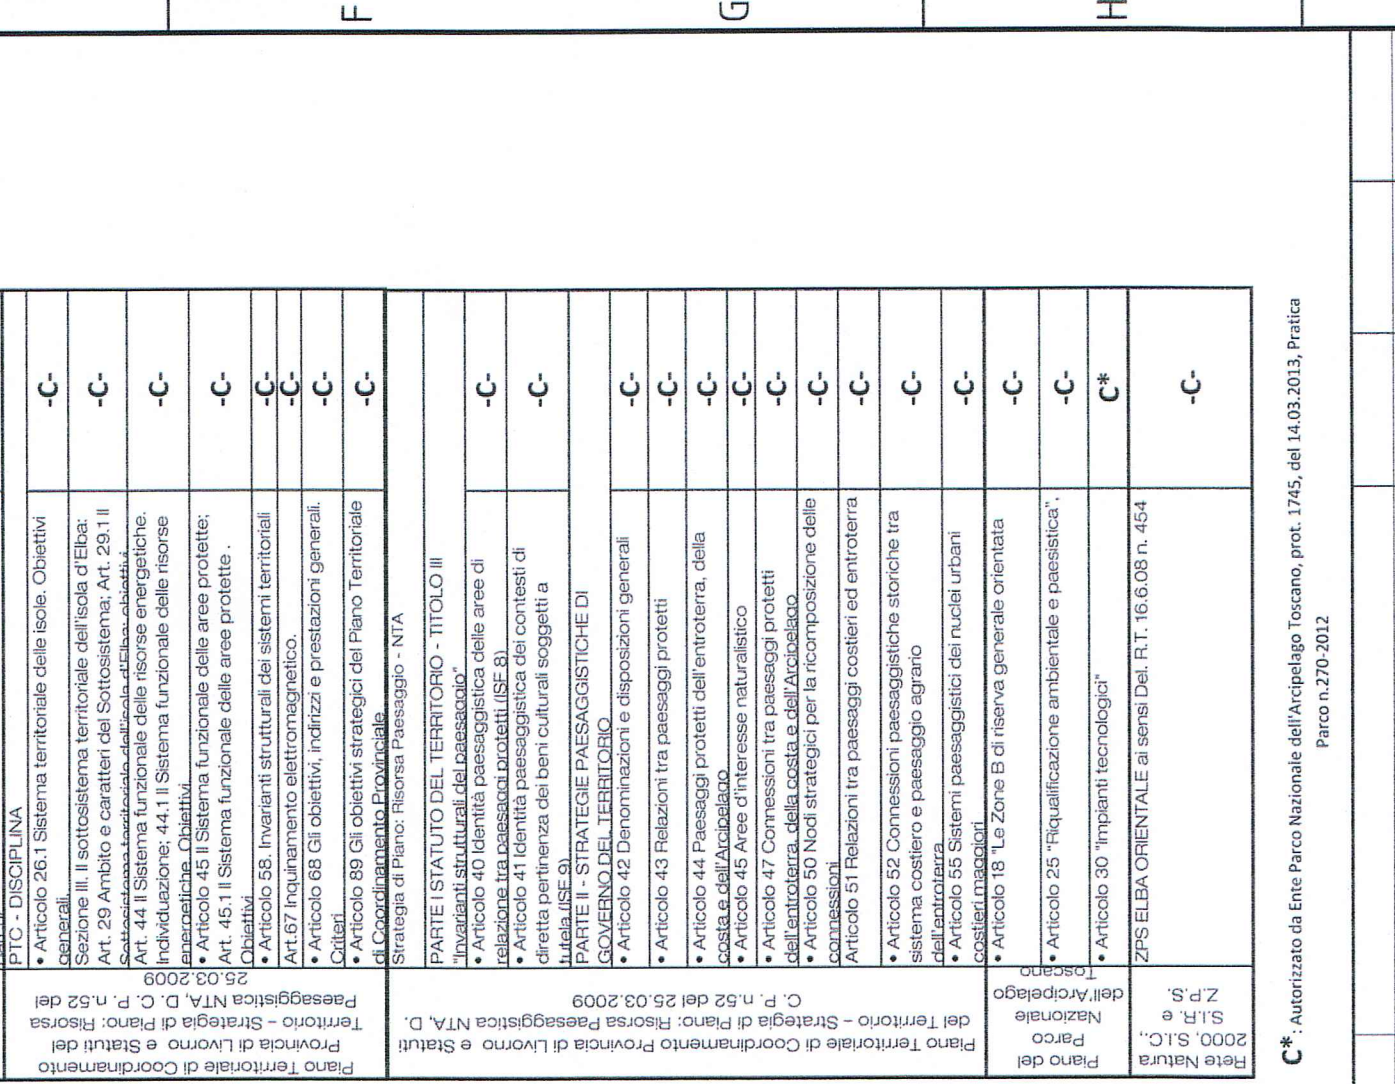 F
G
H
PTC - DISCIPLINA
• Articolo 26.1 Sistema territoriale delle isole. Obiettivi
generali.
-C-
Sezione III. Il sottosistema territoriale dell'isola d'Elba:
Art. 29 Ambito e caratteri del Sottosistema; Art. 29.1 Il
Sottosistema territoriale dell'isola d'Elba: obiettivi.
-C-
Art. 44 Il Sistema funzionale delle risorse energetiche.
Individuazione; 44.1 Il Sistema funzionale delle risorse
energetiche. Obiettivi
-C-
• Articolo 45 Il Sistema funzionale delle aree protette;
Art. 45.1 Il Sistema funzionale delle aree protette .
Obiettivi
-C-
• Articolo 58. Invarianti strutturali dei sistemi territoriali
-C-
Art.67 Inquinamento elettromagnetico.
-C-
• Articolo 68 Gli obiettivi, indirizzi e prestazioni generali.
Criteri
-C-
• Articolo 89 Gli obiettivi strategici del Piano Territoriale
di Coordinamento Provinciale
-C-
Piano Territoriale di Coordinamento
Provincia di Livorno e Statuti del
Territorio – Strategia di Piano: Risorsa
Paesaggistica NTA, D. C. P. n.52 del
25.03.2009
Strategia di Piano: Risorsa Paesaggio - NTA
PARTE I STATUTO DEL TERRITORIO - TITOLO III
"Invarianti strutturali del paesaggio"
• Articolo 40 Identità paesaggistica delle aree di
relazione tra paesaggi protetti (ISF 8)
-C-
• Articolo 41 Identità paesaggistica dei contesti di
diretta pertinenza dei beni culturali soggetti a
tutela (ISF 9)
-C-
PARTE II - STRATEGIE PAESAGGISTICHE DI
GOVERNO DEL TERRITORIO
• Articolo 42 Denominazioni e disposizioni generali
-C-
• Articolo 43 Relazioni tra paesaggi protetti
-C-
• Articolo 44 Paesaggi protetti dell'entroterra, della
costa e dell'Arcipelago
-C-
• Articolo 45 Aree d'interesse naturalistico
-C-
• Articolo 47 Connessioni tra paesaggi protetti
dell'entroterra, della costa e dell'Arcipelago
-C-
• Articolo 50 Nodi strategici per la ricomposizione delle
connessioni
-C-
Articolo 51 Relazioni tra paesaggi costieri ed entroterra
-C-
• Articolo 52 Connessioni paesaggistiche storiche tra
sistema costiero e paesaggio agrario
dell'entroterra
-C-
• Articolo 55 Sistemi paesaggistici dei nuclei urbani
costieri maggiori
-C-
Piano Territoriale di Coordinamento Provincia di Livorno e Statuti
del Territorio – Strategia di Piano: Risorsa Paesaggistica NTA, D.
C. P. n.52 del 25.03.2009
• Articolo 18 "Le Zone B di riserva generale orientata
-C-
• Articolo 25 "Riqualificazione ambientale e paesistica".
-C-
• Articolo 30 "Impianti tecnologici"
C*
Piano del
Parco
Nazionale
dell'Arcipelago
Toscano
ZPS ELBA ORIENTALE ai sensi Del. R.T. 16.6.08 n. 454
-C-
Rete Natura
2000, S.I.C.,
S.I.R. e
Z.P.S.
C* : Autorizzato da Ente Parco Nazionale dell'Arcipelago Toscano, prot. 1745, del 14.03.2013, Pratica
Parco n.270-2012